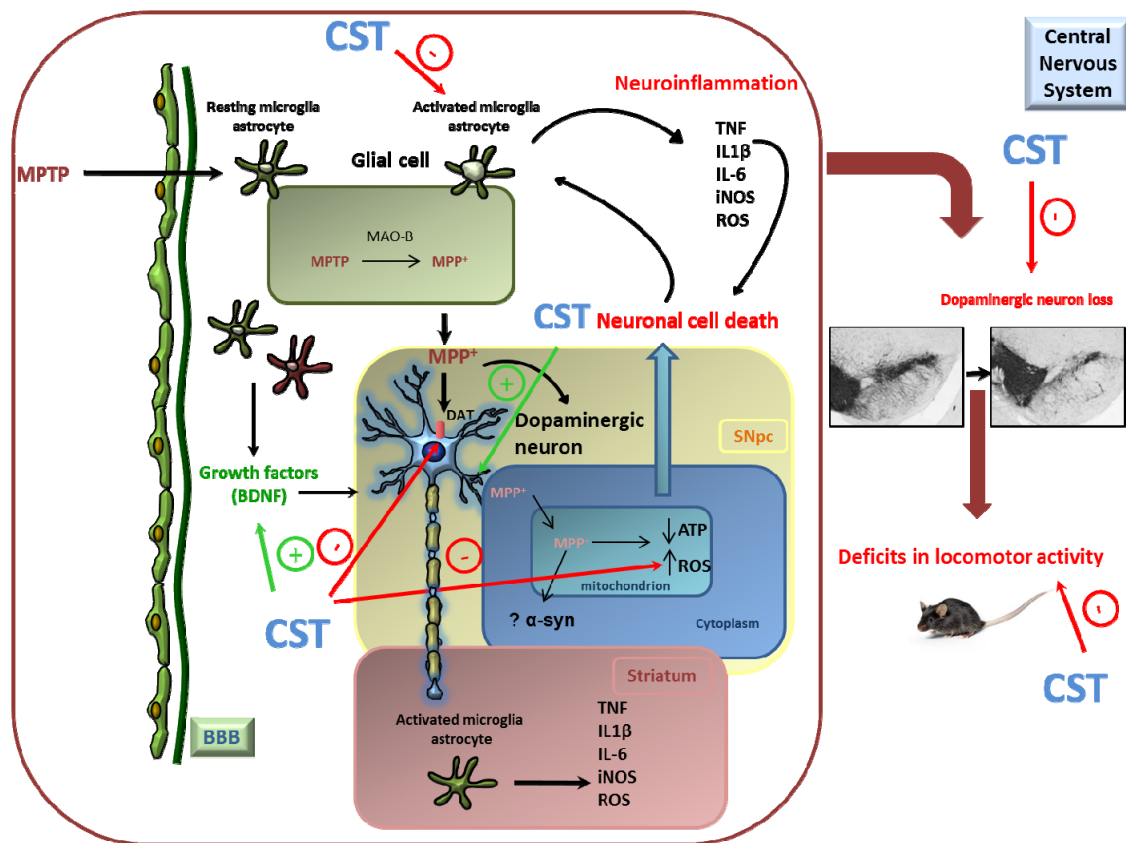 CST
-
Central
Nervous
System
Neuroinflammation
Resting microglia
astrocyte
Activated microglia
astrocyte
TNF
IL1β
IL-6
iNOS
ROS
CST
-
MPTP
Glial cell
MAO-B
MPTP
MPP⁺
Dopaminergic neuron loss
CST
Neuronal cell death
MPP⁺
+
DAT
Dopaminergic
neuron
SNpc
Growth factors
(BDNF)
MPP⁺
MPP⁺
ATP
ROS
mitochondrion
+
-
-
? α-syn
Cytoplasm
CST
Deficits in locomotor activity
-
CST
Striatum
BBB
Activated microglia
astrocyte
TNF
IL1β
IL-6
iNOS
ROS